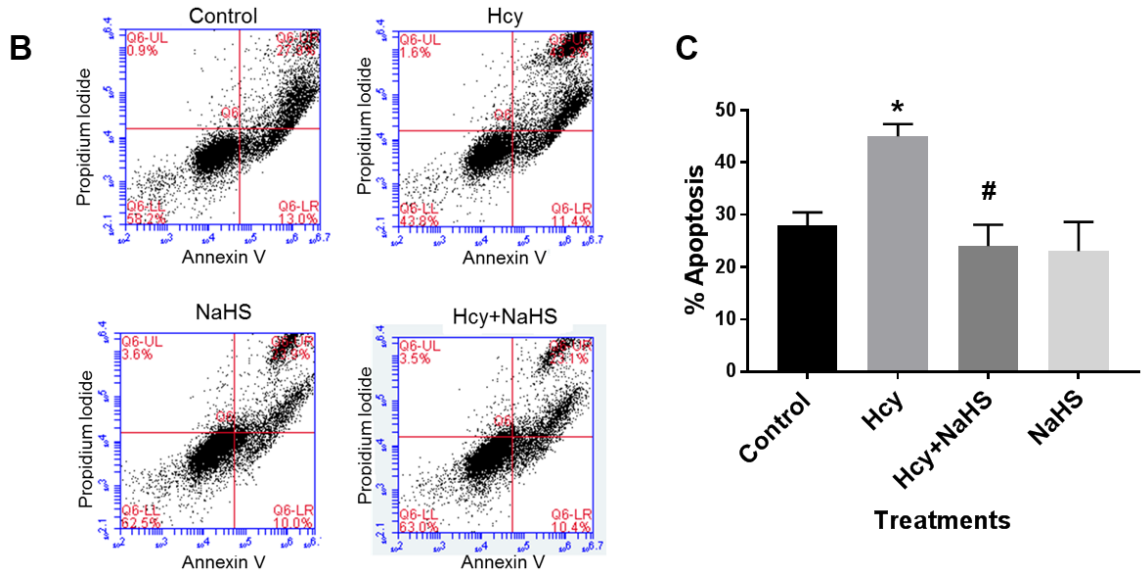 B
Control
Q6-UL
0.9%
Q6
Q6-LL
58.2%
Q6-LR
13.0%
Propidium Iodide
Annexin V
Hcy
Q6-UL
1.6%
Q6
Q6-LL
43.8%
Q6-LR
11.4%
Propidium Iodide
Annexin V
NaHS
Q6-UL
3.6%
Q6
Q6-LL
62.5%
Q6-LR
10.0%
Propidium Iodide
Annexin V
Hcy+NaHS
Q6-UL
3.5%
Q6
Q6-LL
63.0%
Q6-LR
10.4%
Propidium Iodide
Annexin V
C
% Apoptosis
50
40
30
20
10
0
*
#
Control
Hcy
Hcy+NaHS
NaHS
Treatments